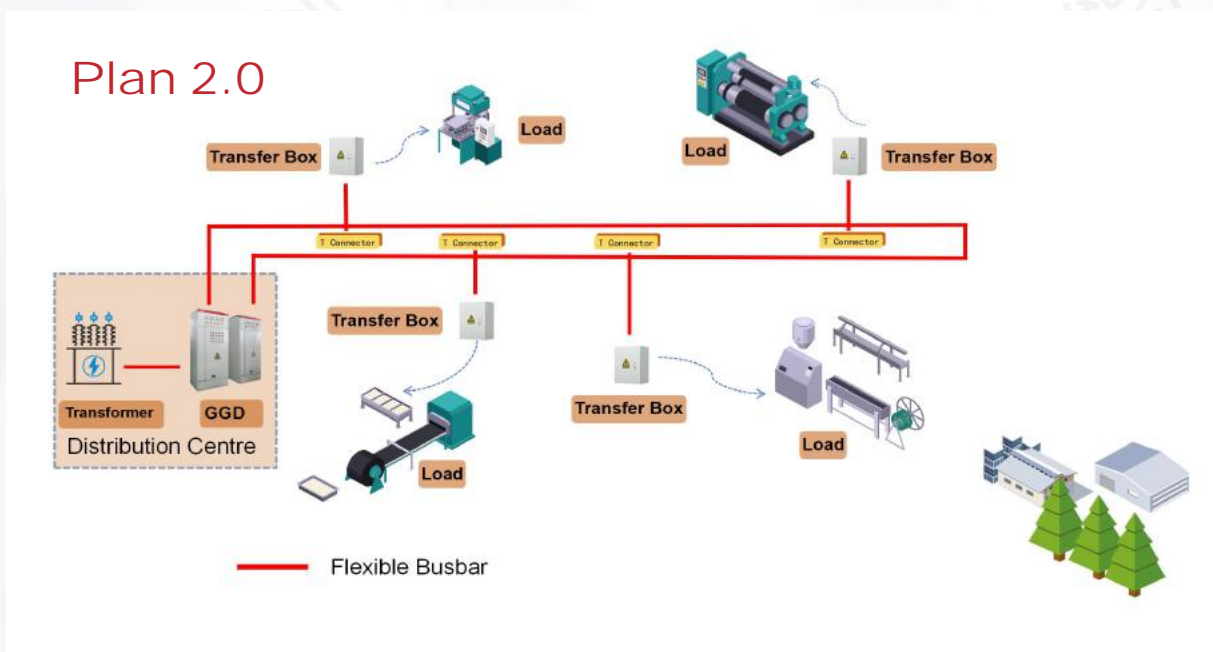 Plan 2.0
Load
Transfer Box
Load
Transfer Box
T Connector
T Connector
T Connector
T Connector
Transfer Box
Transfer Box
Transformer
GGD
Distribution Centre
Load
Load
Flexible Busbar